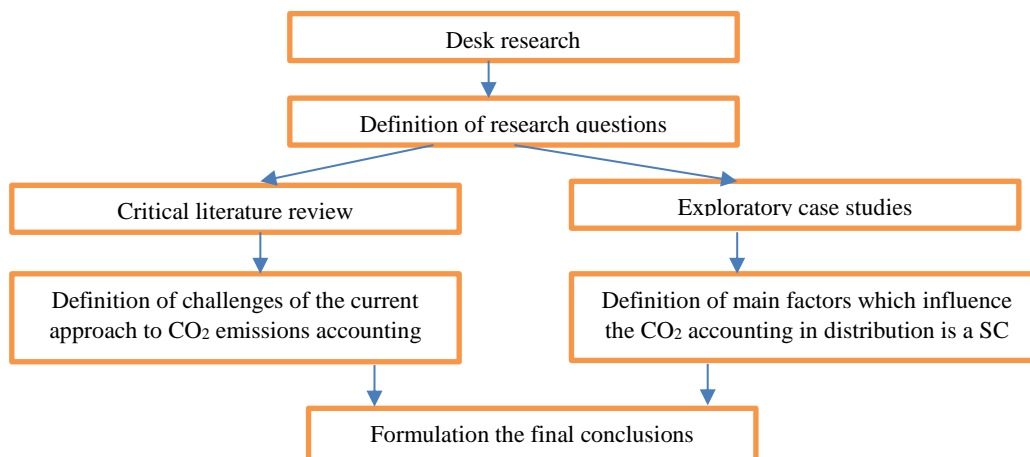 Desk research
Definition of research questions
Critical literature review
Exploratory case studies
Definition of challenges of the current
approach to CO₂ emissions accounting
Definition of main factors which influence
the CO₂ accounting in distribution is a SC
Formulation the final conclusions